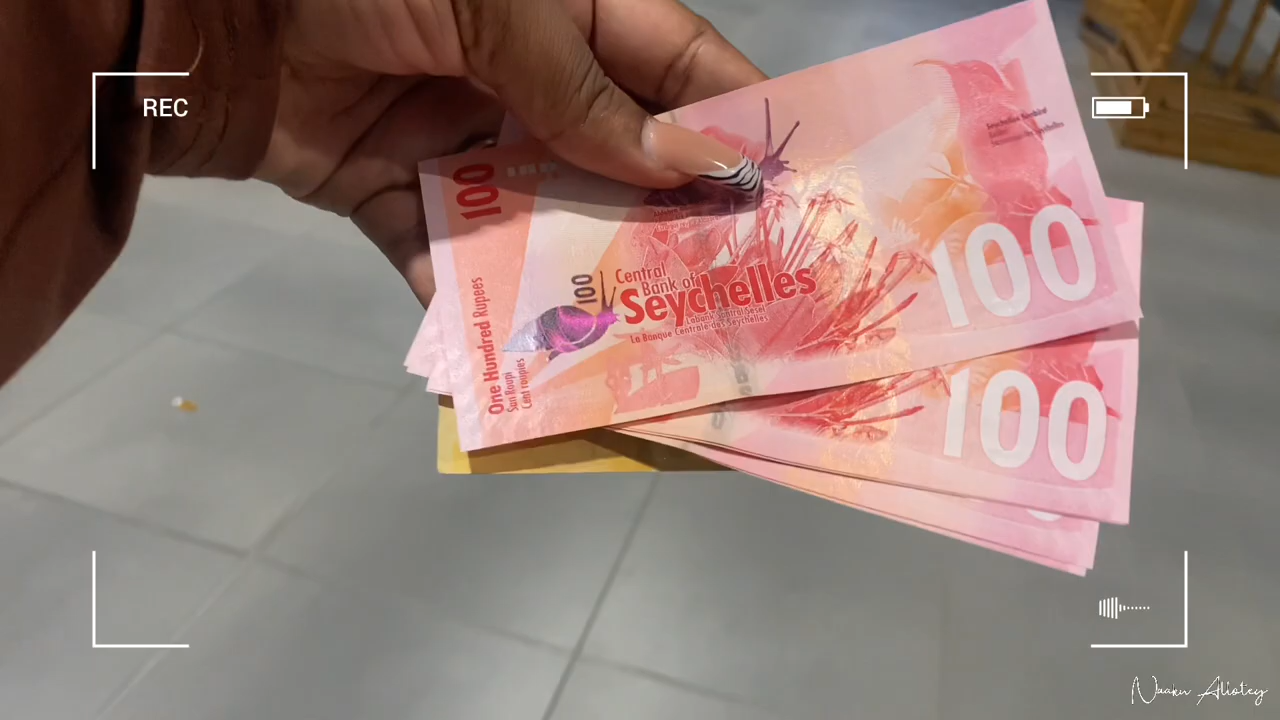 REC
100
100
Central
Bank of
Seychelles
Labank Santral Sesel
La Banque Centrale des Seychelles
One Hundred Rupees
San Roupi
Cent roupies
100
100
Naaku Allotey